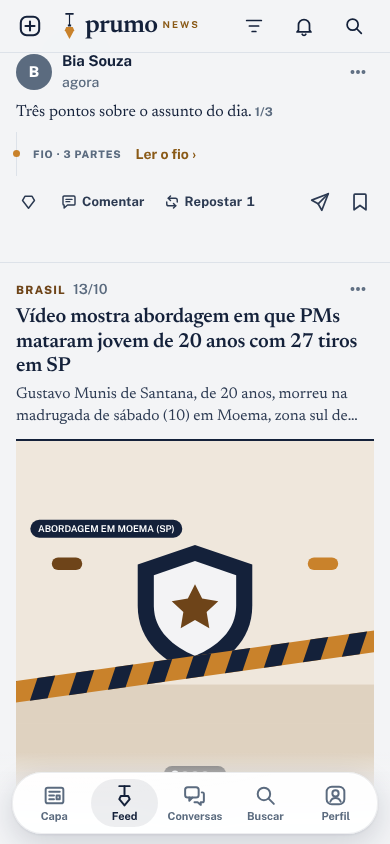 prumo NEWS
Bia Souza
B
agora
Três pontos sobre o assunto do dia. 1/3
FIO · 3 PARTES Ler o fio ›
Comentar Repostar 1
BRASIL 13/10
Vídeo mostra abordagem em que PMs
mataram jovem de 20 anos com 27 tiros
em SP
Gustavo Munis de Santana, de 20 anos, morreu na
madrugada de sábado (10) em Moema, zona sul de...
ABORDAGEM EM MOEMA (SP)
Capa Feed Conversas Buscar Perfil